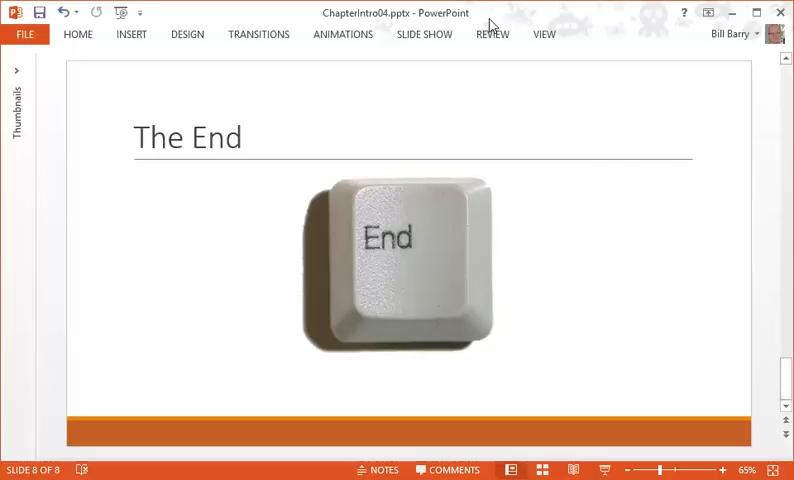 ChapterIntro04.pptx - PowerPoint
FILE HOME INSERT DESIGN TRANSITIONS ANIMATIONS SLIDE SHOW REVIEW VIEW Bill Barry
Thumbnails
The End
End
SLIDE 8 OF 8 NOTES COMMENTS 65%